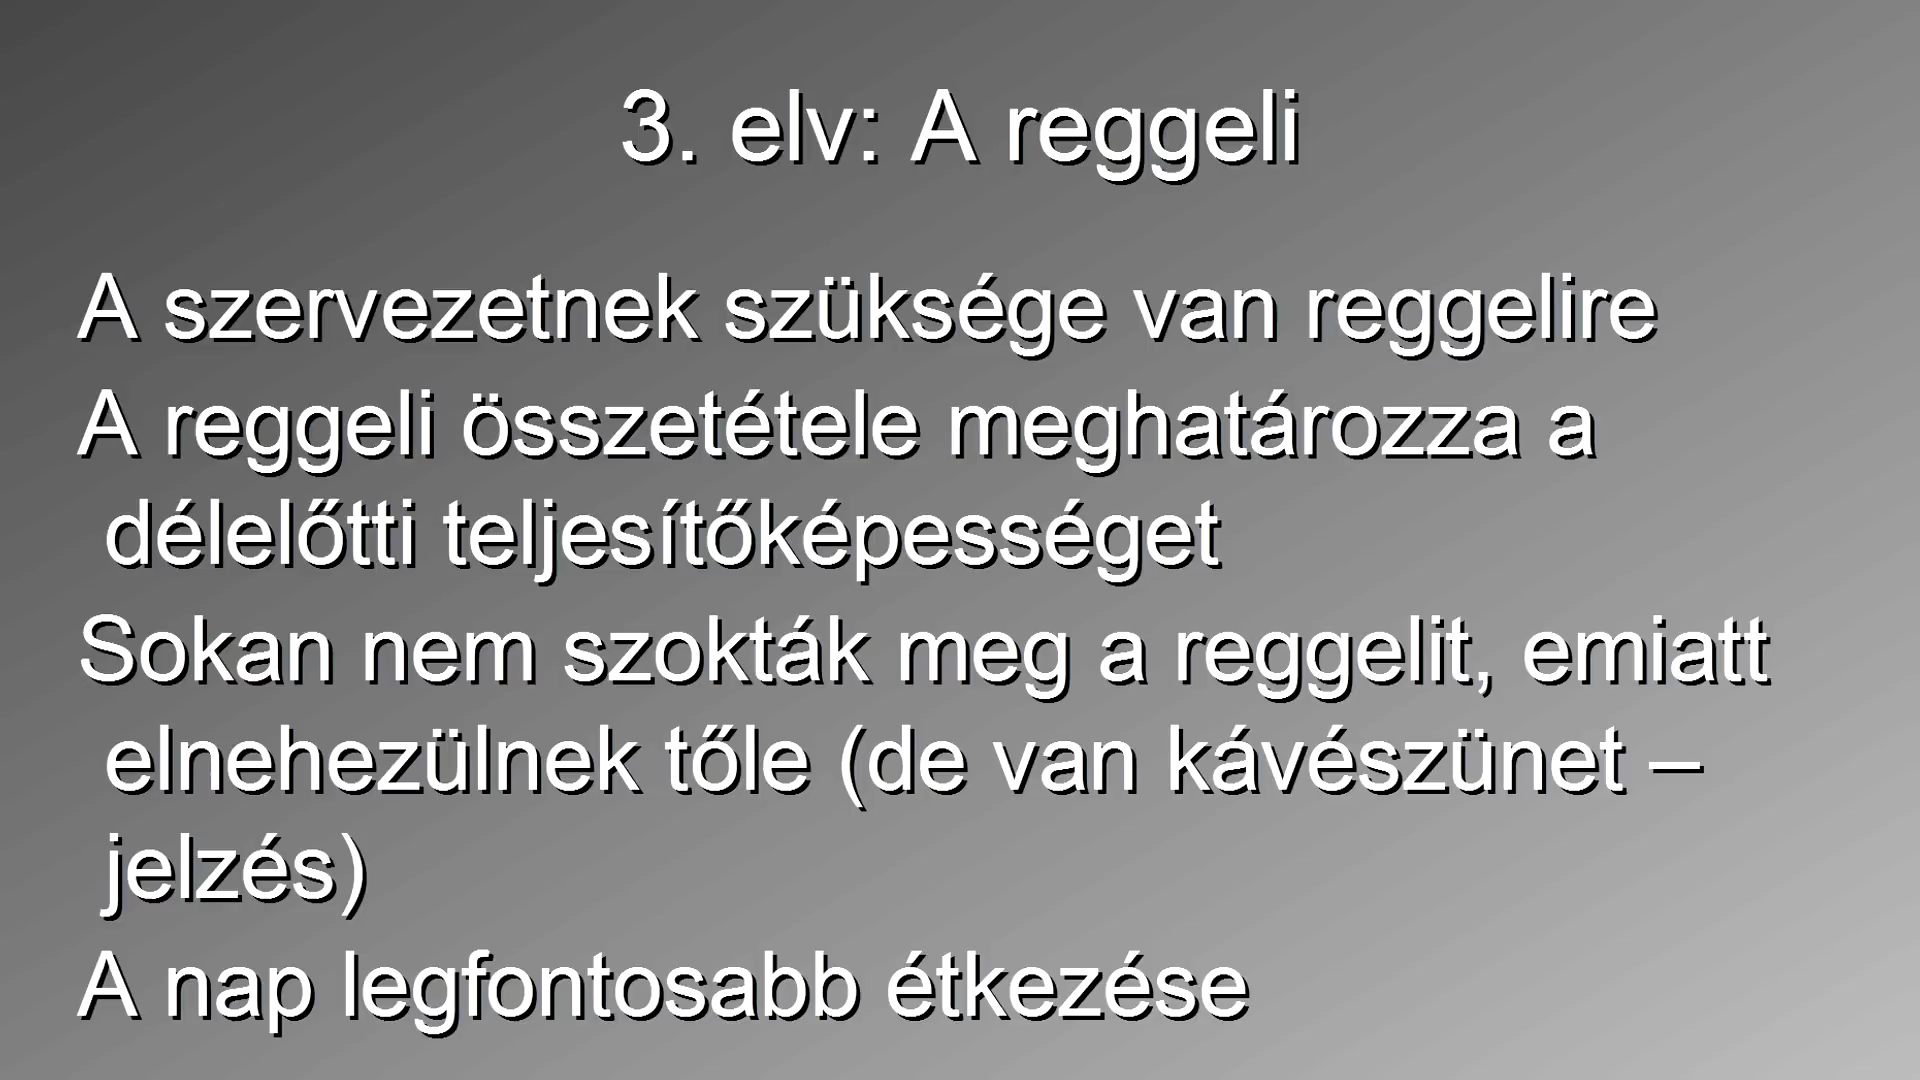 3. elv: A reggeli
A szervezetnek szüksége van reggelire
A reggeli összetétele meghatározza a
délelőtti teljesítőképességet
Sokan nem szokták meg a reggelit, emiatt
elnehezülnek tőle (de van kávészünet –
jelzés)
A nap legfontosabb étkezése